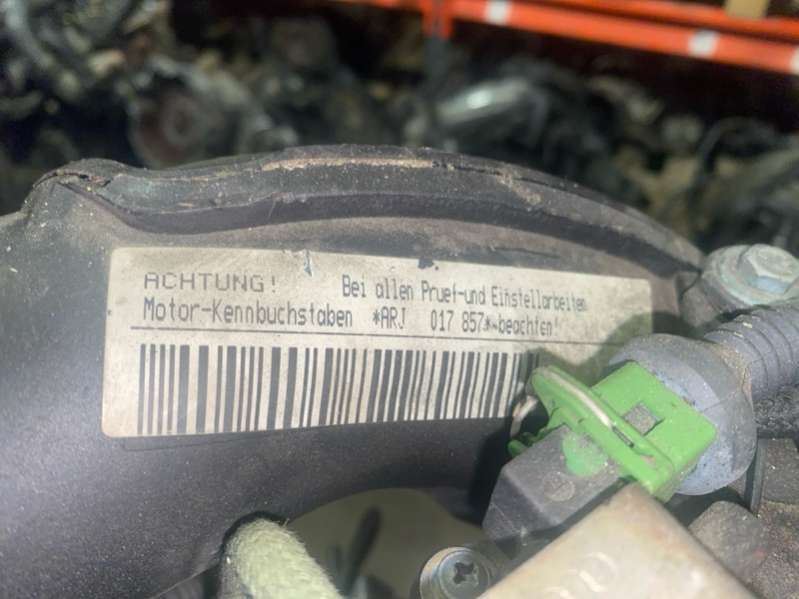 ACHTUNG! Bei allen Pruef-und Einstellarbeiten
Motor-Kennbuchstaben *ARJ 017 857* beachten!